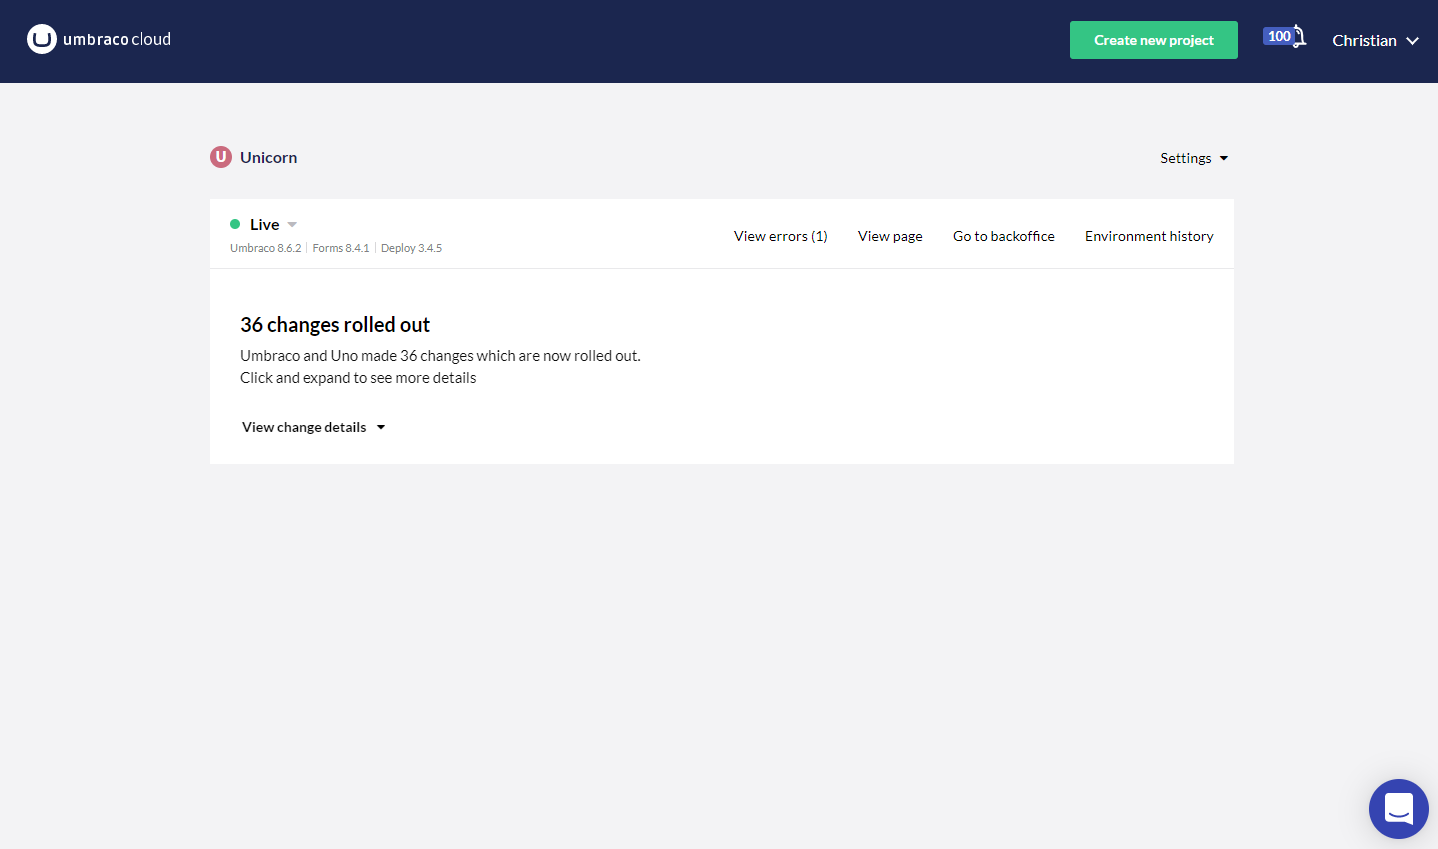 umbraco cloud
Create new project
100
Christian
U Unicorn
Settings
Live
Umbraco 8.6.2 | Forms 8.4.1 | Deploy 3.4.5
View errors (1)
View page
Go to backoffice
Environment history
36 changes rolled out
Umbraco and Uno made 36 changes which are now rolled out.
Click and expand to see more details
View change details